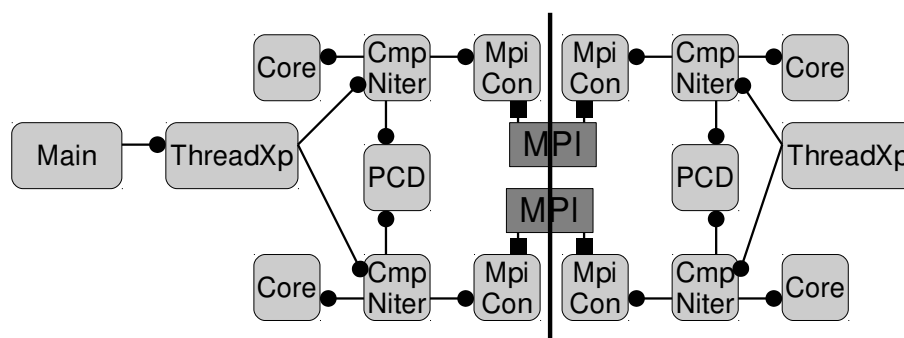 Core
Cmp
Niter
Mpi
Con
Mpi
Con
Cmp
Niter
Core
Main
ThreadXp
PCD
MPI
PCD
ThreadXp
MPI
Core
Cmp
Niter
Mpi
Con
Mpi
Con
Cmp
Niter
Core